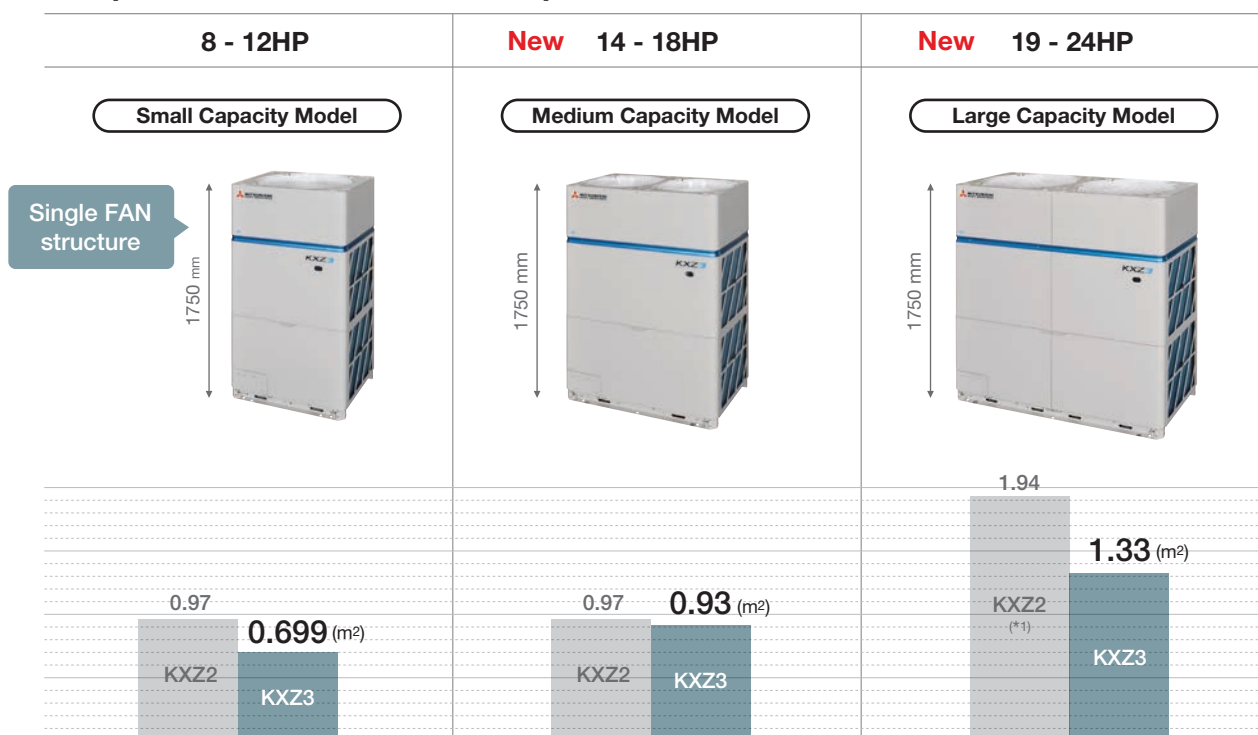 8 - 12HP
New 14 - 18HP
New 19 - 24HP
Small Capacity Model
Medium Capacity Model
Large Capacity Model
Single FAN
structure
1750 mm
KXZ3
1750 mm
KXZ3
1750 mm
KXZ3
0.97
0.699 (m²)
KXZ2
KXZ3
0.97
0.93 (m²)
KXZ2
KXZ3
1.94
1.33 (m²)
KXZ2
(*1)
KXZ3